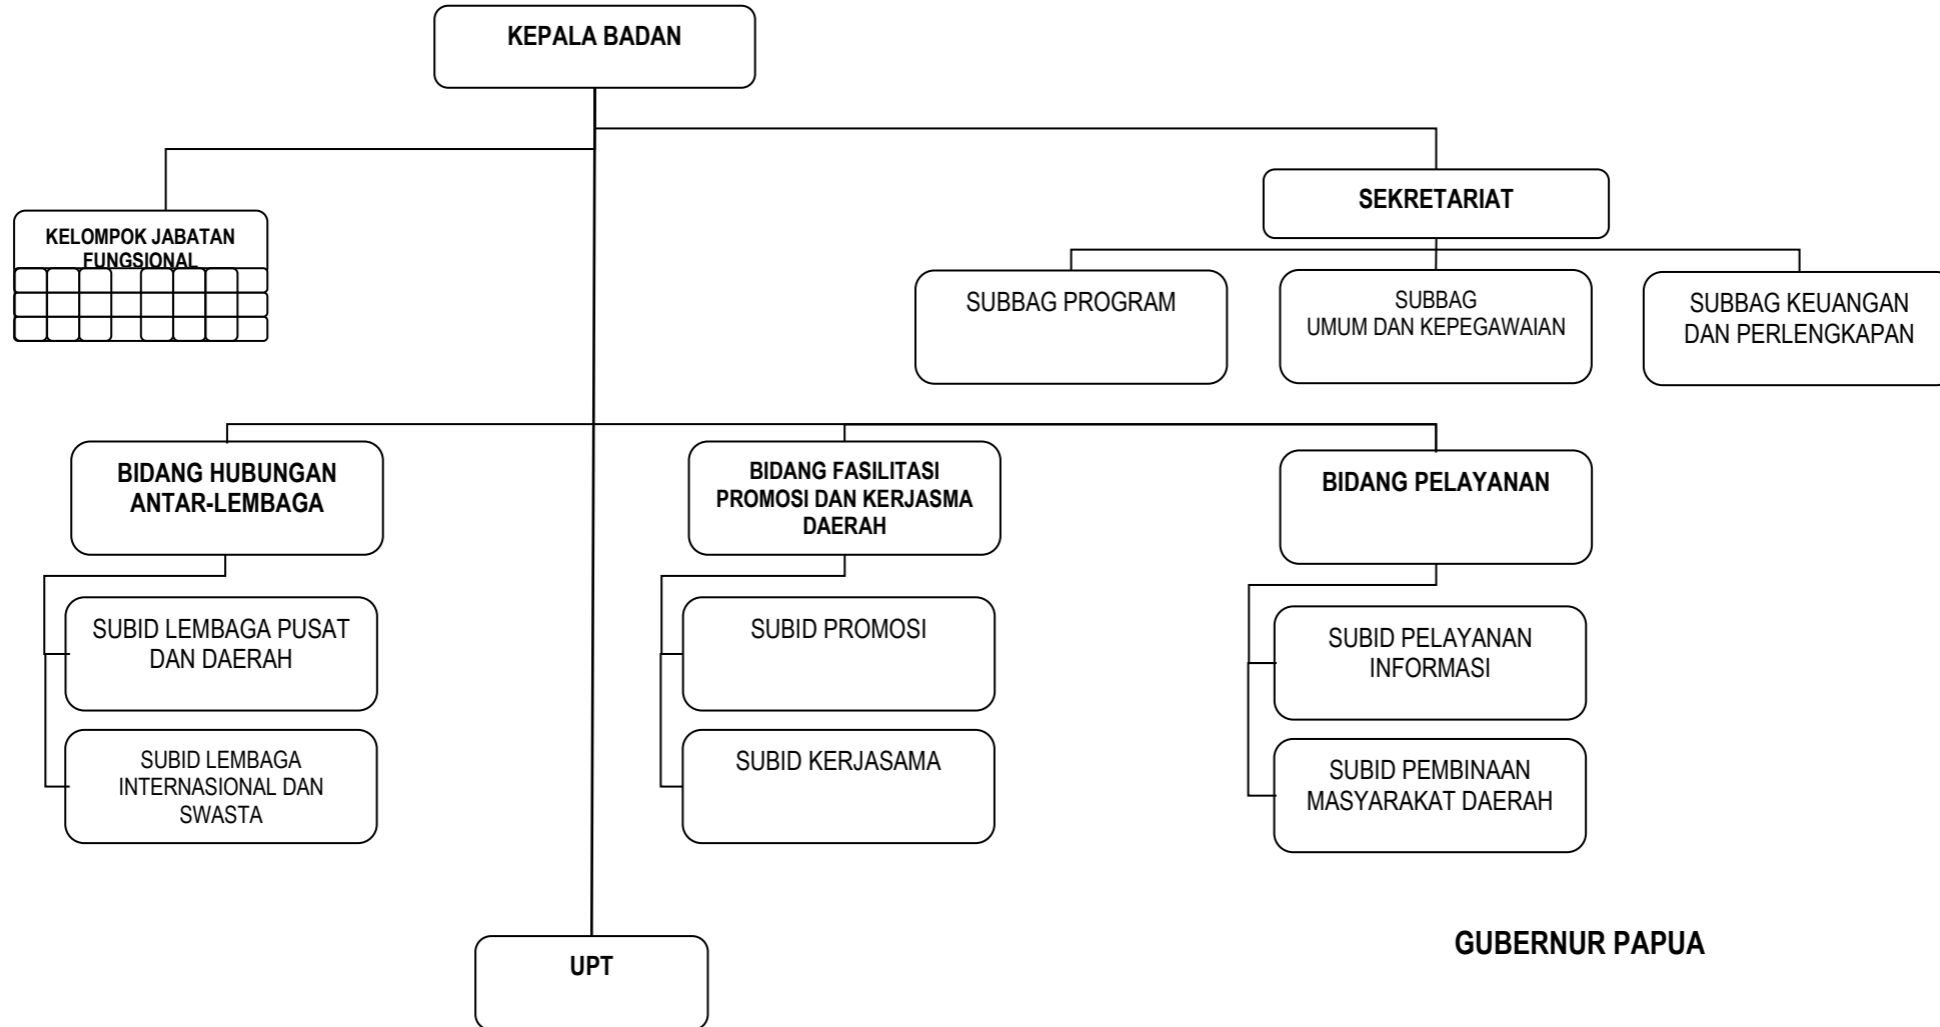 KEPALA BADAN
SEKRETARIAT
KELOMPOK JABATAN
FUNGSIONAL
SUBBAG PROGRAM
SUBBAG
UMUM DAN KEPEGAWAIAN
SUBBAG KEUANGAN
DAN PERLENGKAPAN
BIDANG HUBUNGAN
ANTAR-LEMBAGA
BIDANG FASILITASI
PROMOSI DAN KERJASMA
DAERAH
BIDANG PELAYANAN
SUBID LEMBAGA PUSAT
DAN DAERAH
SUBID PROMOSI
SUBID PELAYANAN
INFORMASI
SUBID LEMBAGA
INTERNASIONAL DAN
SWASTA
SUBID KERJASAMA
SUBID PEMBINAAN
MASYARAKAT DAERAH
GUBERNUR PAPUA
UPT